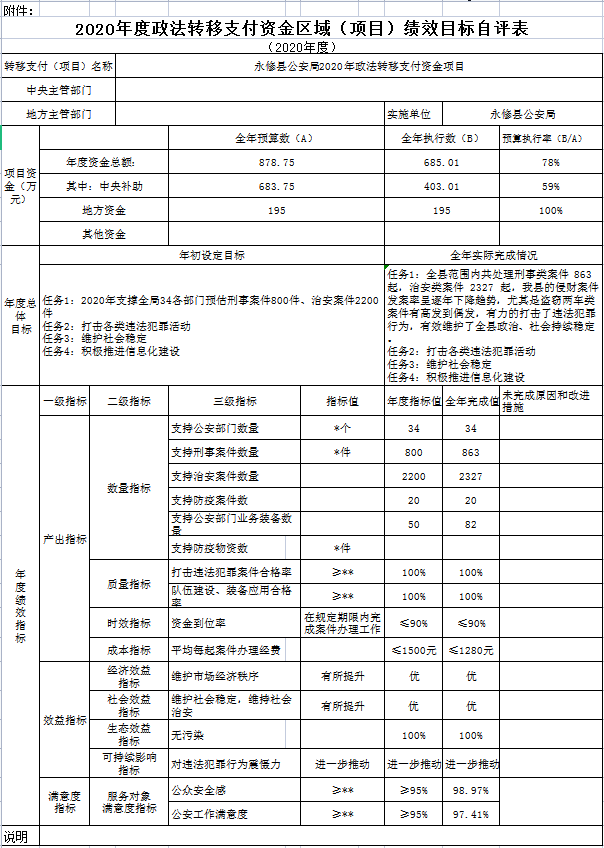 附件:
2020年度政法转移支付资金区域（项目）绩效目标自评表
（2020年度）
转移支付（项目）名称 永修县公安局2020年政法转移支付资金项目
中央主管部门
地方主管部门 实施单位 永修县公安局
项目资金（万元） 全年预算数（A） 全年执行数（B） 预算执行率（B/A）
年度资金总额: 878.75 685.01 78%
其中: 中央补助 683.75 403.01 59%
地方资金 195 195 100%
其他资金
年度总体目标 年初设定目标 全年实际完成情况
任务1: 2020年支撑全局34各部门预估刑事案件800件、治安案件2200
件
任务2: 打击各类违法犯罪活动
任务3: 维护社会稳定
任务4: 积极推进信息化建设
任务1: 全县范围内共处理刑事类案件 863
起, 治安类案件 2327 起, 我县的侵财案件
发案率呈逐年下降趋势, 尤其是盗窃两车类
案件有高发到偶发, 有力的打击了违法犯罪
行为, 有效维护了全县政治、社会持续稳定
。
任务2: 打击各类违法犯罪活动
任务3: 维护社会稳定
任务4: 积极推进信息化建设
年度绩效指标 一级指标 二级指标 三级指标 指标值 年度指标值 全年完成值 未完成原因和改进措施
产出指标 数量指标 支持公安部门数量 *个 34 34
支持刑事案件数量 *件 800 863
支持治安案件数量 2200 2327
支持防疫案件数 20 20
支持公安部门业务装备数量 50 82
支持防疫物资数 *件
质量指标 打击违法犯罪案件合格率 ≥** 100% 100%
队伍建设、装备应用合格率 ≥** 100% 100%
时效指标 资金到位率 在规定期限内完成案件办理工作 ≤90% ≤90%
成本指标 平均每起案件办理经费 ≤1500元 ≤1280元
效益指标 经济效益指标 维护市场经济秩序 有所提升 优 优
社会效益指标 维护社会稳定, 维持社会治安 有所提升 优 优
生态效益指标 无污染 100% 100%
可持续影响指标 对违法犯罪行为震慑力 进一步推动 进一步推动 进一步推动
满意度指标 服务对象满意度指标 公众安全感 ≥** ≥95% 98.97%
公安工作满意度 ≥** ≥95% 97.41%
说明